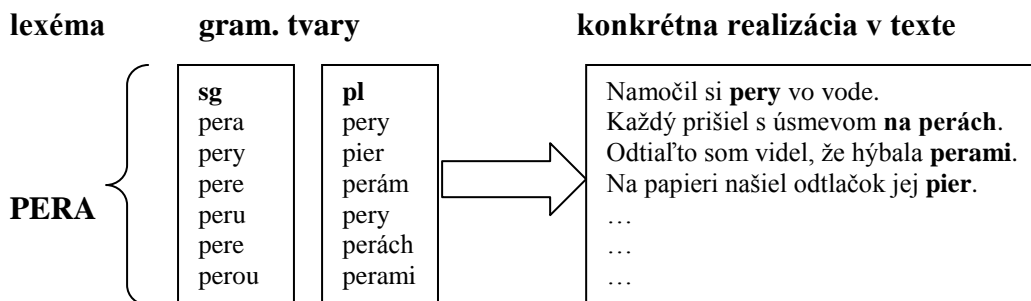 lexéma gram. tvary konkrétna realizácia v texte
PERA
sg
pera
pery
pere
peru
pere
perou
pl
pery
pier
perám
pery
perách
perami
Namočil si pery vo vode.
Každý prišiel s úsmevom na perách.
Odtiaľto som videl, že hýbala perami.
Na papieri našiel odtlačok jej pier.
…
…
…